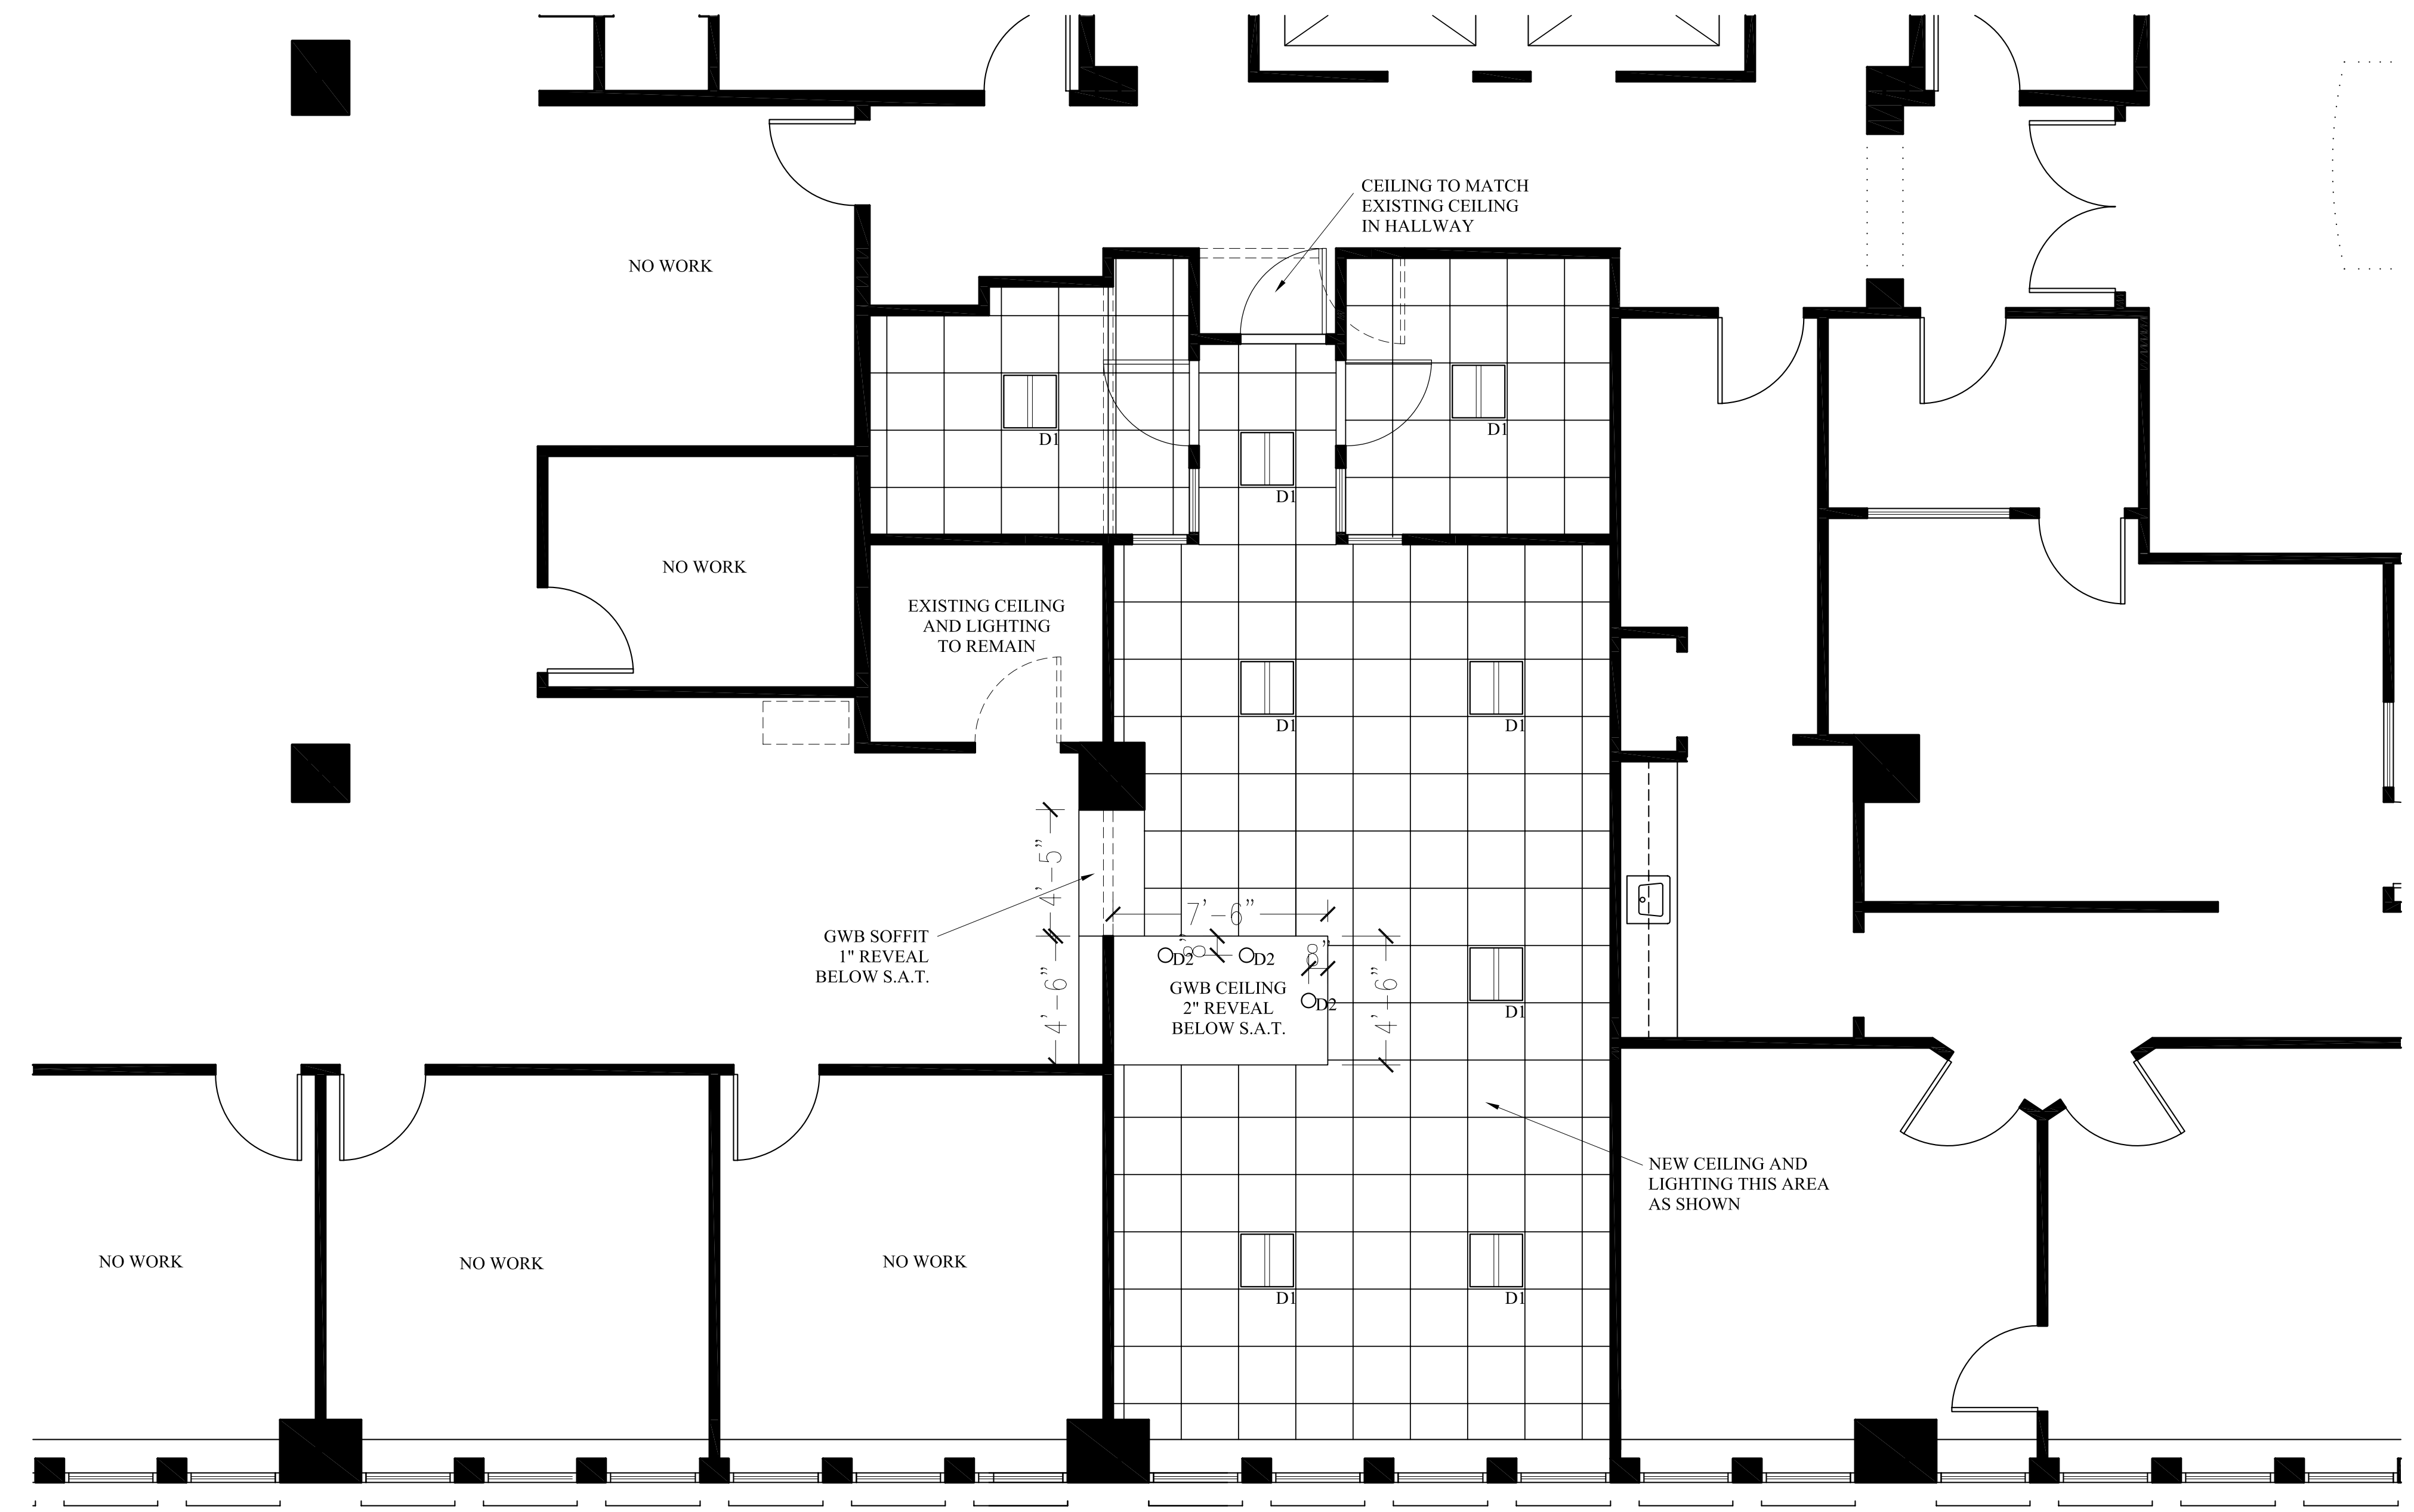 CEILING TO MATCH
EXISTING CEILING
IN HALLWAY
NO WORK
D1
D1
D1
NO WORK
EXISTING CEILING
AND LIGHTING
TO REMAIN
D1
D1
4'-5"
7'-6"
GWB SOFFIT
1" REVEAL
BELOW S.A.T.
D2
8"
D2
8"
4'-6"
GWB CEILING
2" REVEAL
BELOW S.A.T.
D2
4'-6"
D1
NEW CEILING AND
LIGHTING THIS AREA
AS SHOWN
NO WORK
NO WORK
NO WORK
D1
D1